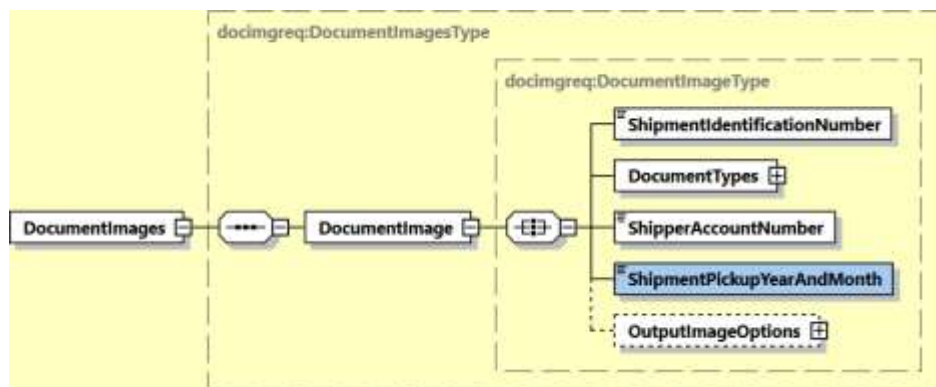 docimgreq:DocumentImagesType
docimgreq:DocumentImageType
ShipmentIdentificationNumber
DocumentTypes
DocumentImages
DocumentImage
ShipperAccountNumber
ShipmentPickupYearAndMonth
OutputImageOptions